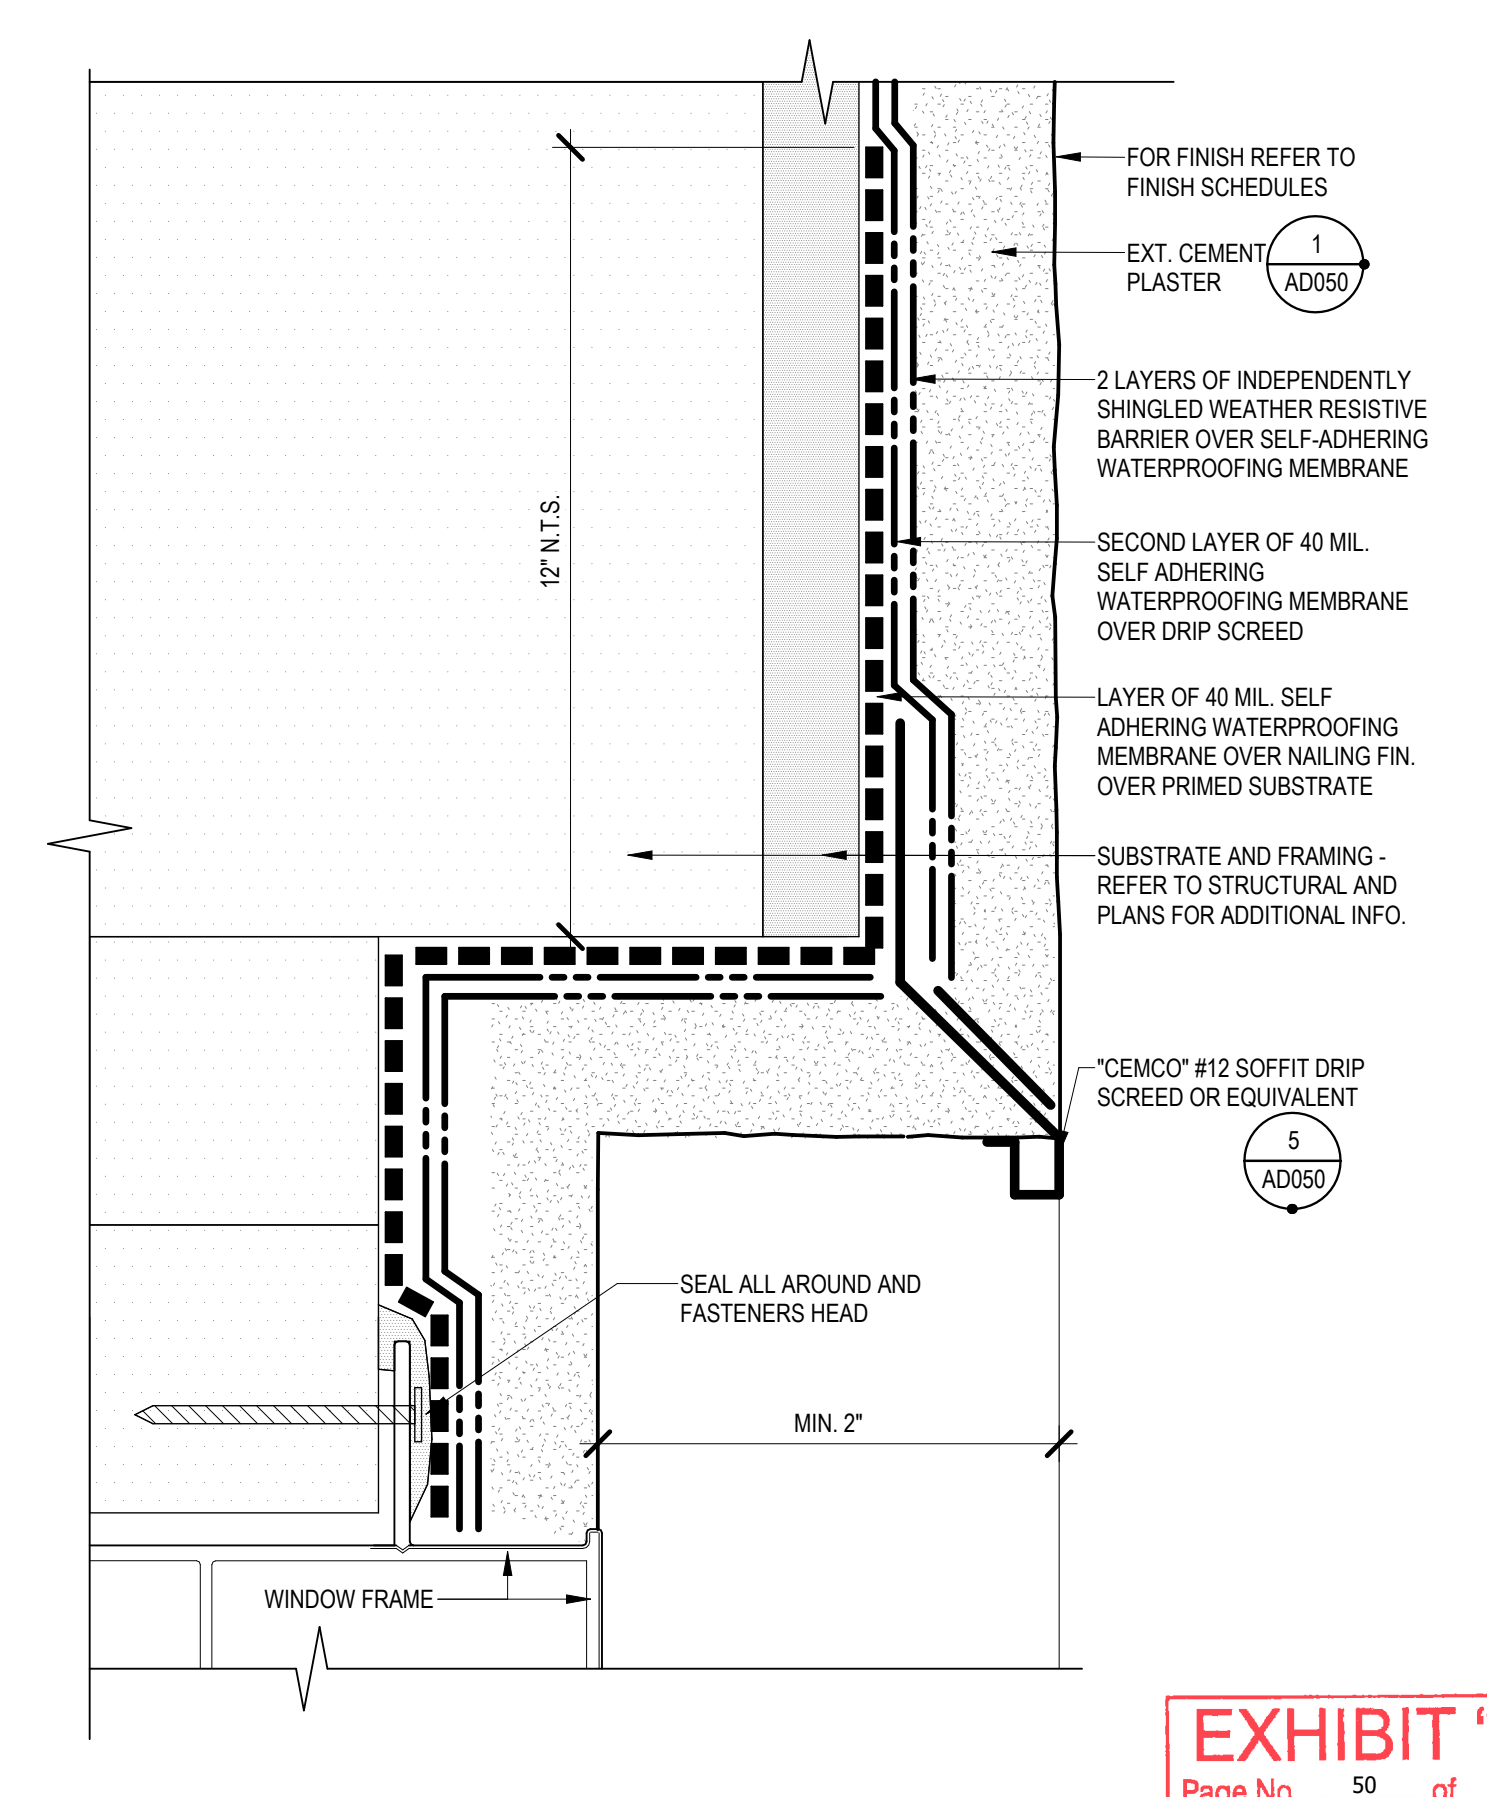 FOR FINISH REFER TO
FINISH SCHEDULES
EXT. CEMENT
PLASTER
1
AD050
2 LAYERS OF INDEPENDENTLY
SHINGLED WEATHER RESISTIVE
BARRIER OVER SELF-ADHERING
WATERPROOFING MEMBRANE
12" N.T.S.
SECOND LAYER OF 40 MIL.
SELF ADHERING
WATERPROOFING MEMBRANE
OVER DRIP SCREED
LAYER OF 40 MIL. SELF
ADHERING WATERPROOFING
MEMBRANE OVER NAILING FIN.
OVER PRIMED SUBSTRATE
SUBSTRATE AND FRAMING -
REFER TO STRUCTURAL AND
PLANS FOR ADDITIONAL INFO.
"CEMCO" #12 SOFFIT DRIP
SCREED OR EQUIVALENT
5
AD050
SEAL ALL AROUND AND
FASTENERS HEAD
MIN. 2"
WINDOW FRAME
EXHIBIT "
Page No. 50 of